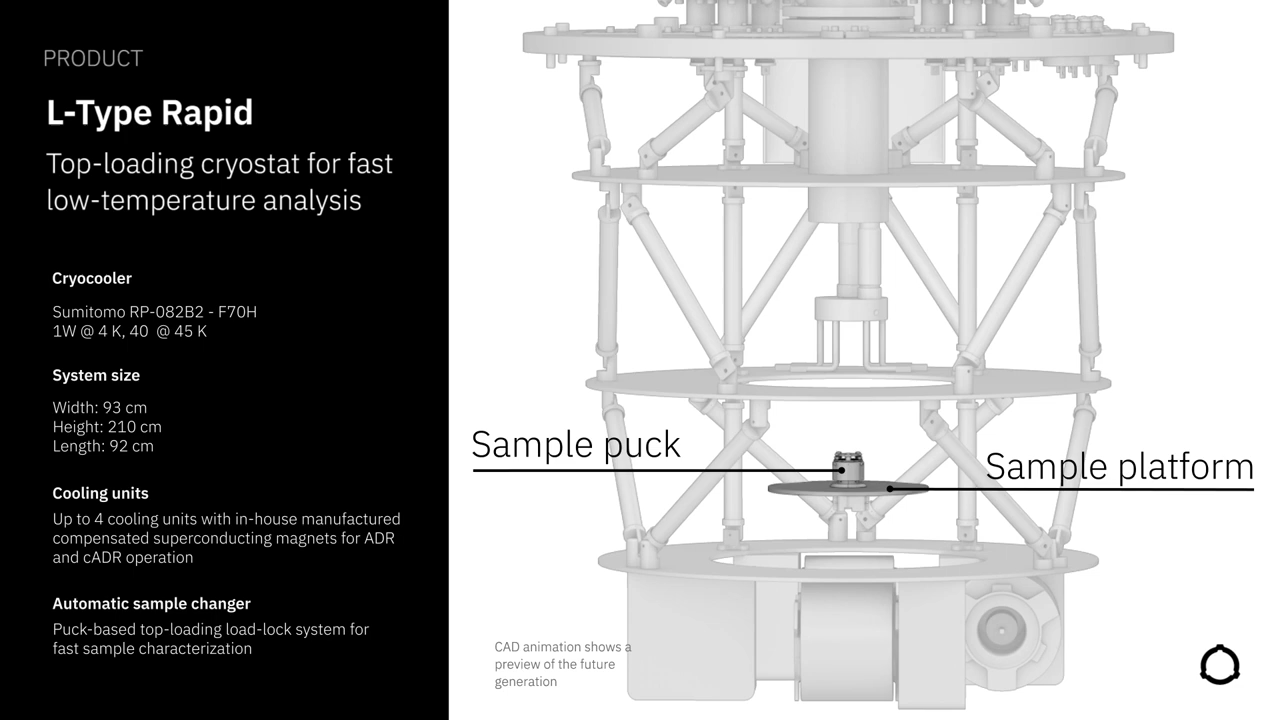 PRODUCT
L-Type Rapid
Top-loading cryostat for fast
low-temperature analysis
Cryocooler
Sumitomo RP-082B2 - F70H
1W @ 4 K, 40  @ 45 K
System size
Width: 93 cm
Height: 210 cm
Length: 92 cm
Cooling units
Up to 4 cooling units with in-house manufactured
compensated superconducting magnets for ADR
and cADR operation
Automatic sample changer
Puck-based top-loading load-lock system for
fast sample characterization
Sample puck
Sample platform
CAD animation shows a
preview of the future
generation